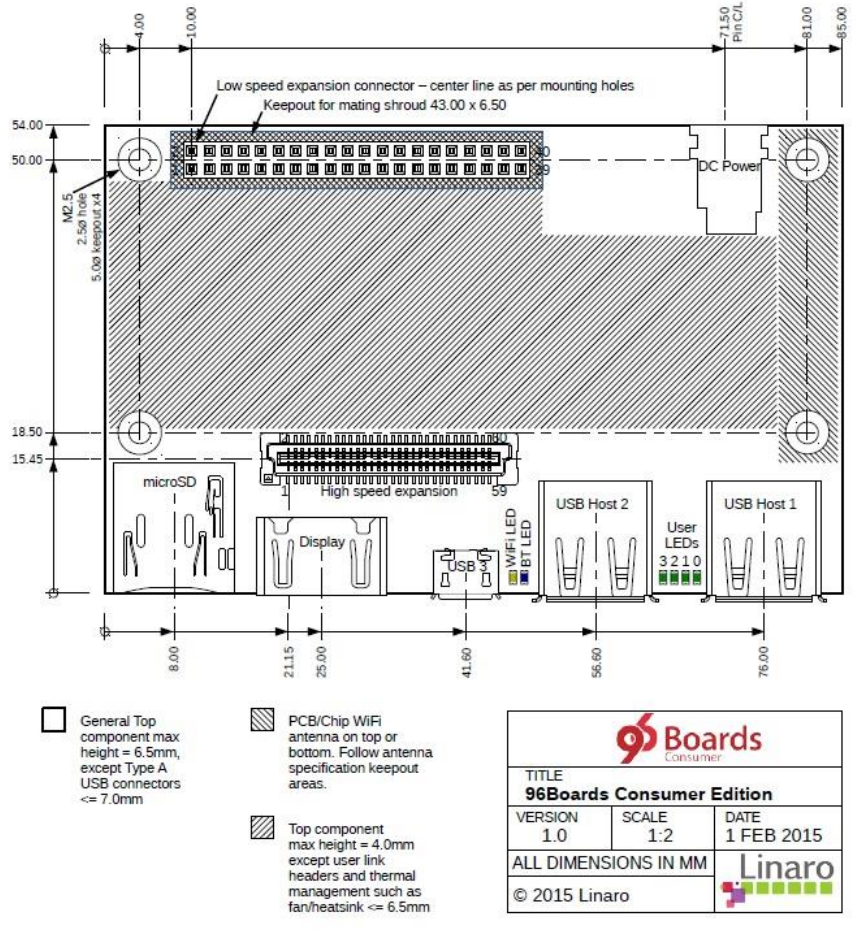 4.00
10.00
71.50
Pin C/L
81.00
85.00
Low speed expansion connector – center line as per mounting holes
Keepout for mating shroud 43.00 x 6.50
54.00
50.00
DC Power
M2.5
2.5ø hole
5.0ø keepout x4
18.50
15.45
microSD
1
High speed expansion
59
Display
USB 3
WiFi LED
BT LED
USB Host 2
User
LEDs
3 2 1 0
USB Host 1
8.00
21.15
25.00
41.60
56.60
76.00
General Top
component max
height = 6.5mm,
except Type A
USB connectors
<= 7.0mm
PCB/Chip WiFi
antenna on top or
bottom. Follow antenna
specification keepout
areas.
Top component
max height = 4.0mm
except user link
headers and thermal
management such as
fan/heatsink <= 6.5mm
96 Boards
Consumer
TITLE
96Boards Consumer Edition
VERSION
1.0
SCALE
1:2
DATE
1 FEB 2015
ALL DIMENSIONS IN MM
© 2015 Linaro
Linaro